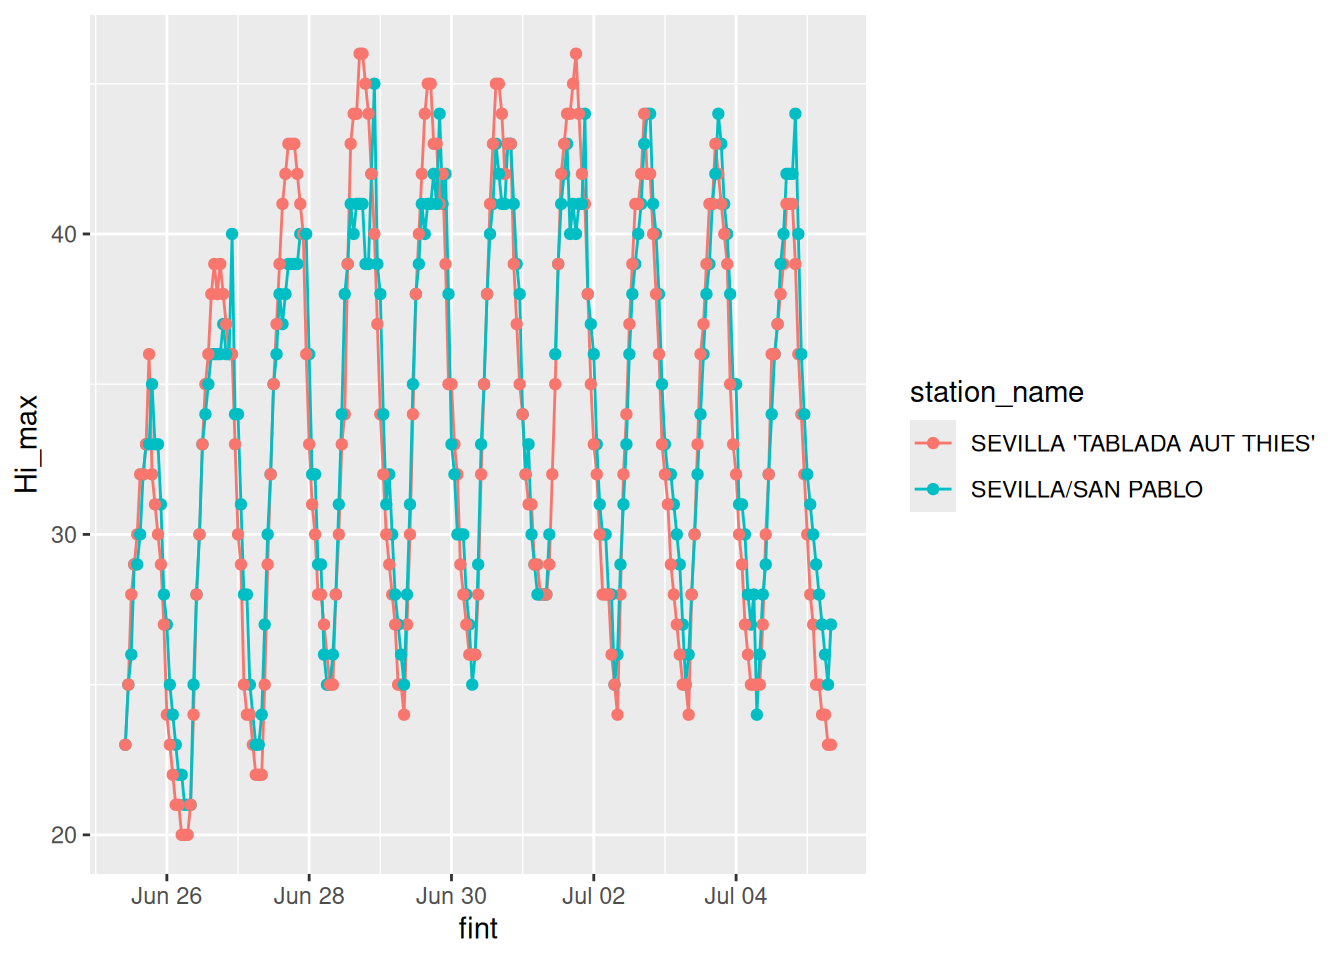 Hi_max
40
30
20
Jun 26
Jun 28
Jun 30
Jul 02
Jul 04
fint
station_name
SEVILLA 'TABLADA AUT THIES'
SEVILLA/SAN PABLO